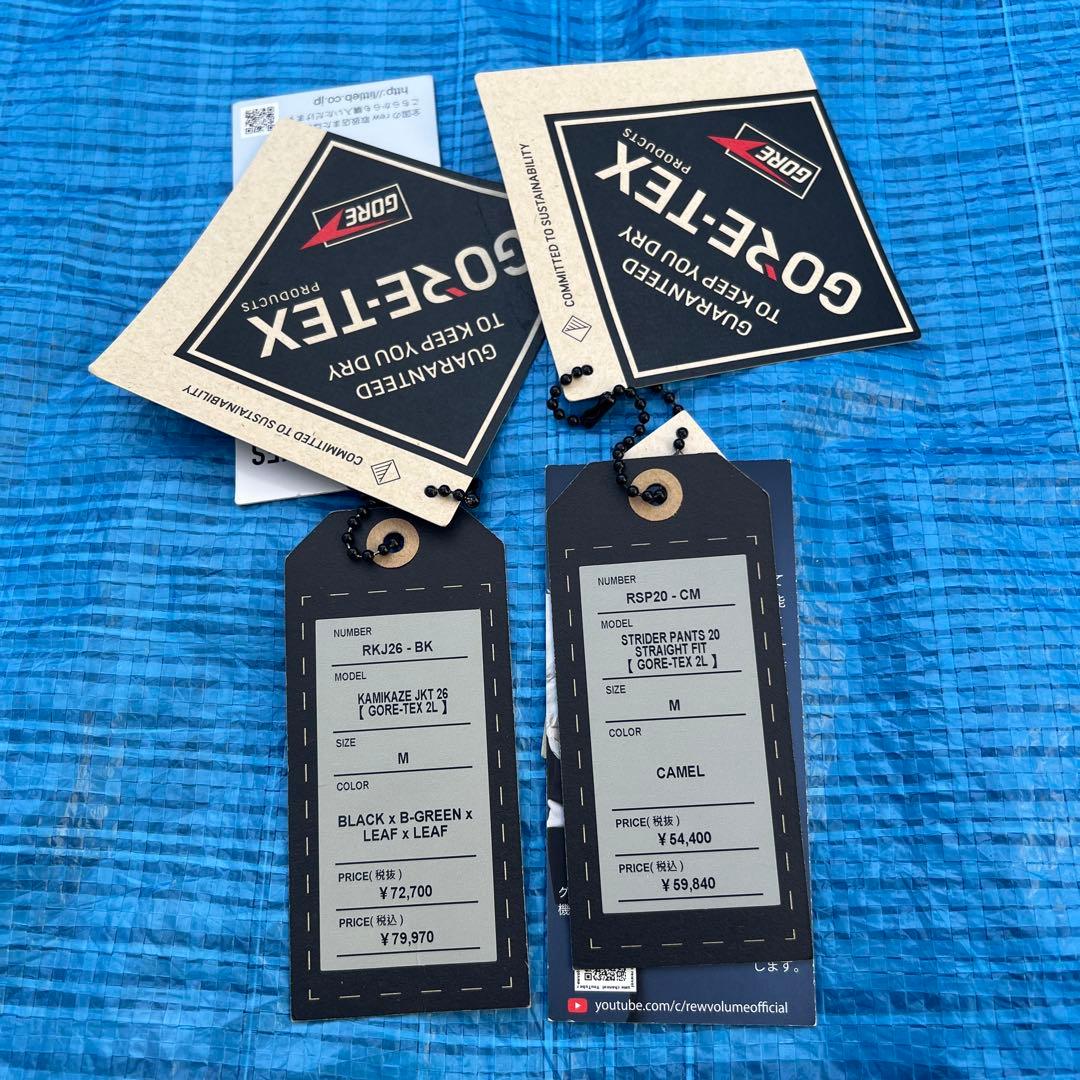 http://littleb.co.jp
GORE
GORE-TEX
PRODUCTS
GUARANTEED
TO KEEP YOU DRY
COMMITTED TO SUSTAINABILITY
GORE
GORE-TEX
PRODUCTS
GUARANTEED
TO KEEP YOU DRY
COMMITTED TO SUSTAINABILITY
NUMBER
RKJ26 - BK
MODEL
KAMIKAZE JKT 26
【 GORE-TEX 2L 】
SIZE
M
COLOR
BLACK x B-GREEN x
LEAF x LEAF
PRICE( 税抜 )
¥72,700
PRICE( 税込 )
¥79,970
NUMBER
RSP20 - CM
MODEL
STRIDER PANTS 20
STRAIGHT FIT
【 GORE-TEX 2L 】
SIZE
M
COLOR
CAMEL
PRICE( 税抜 )
¥54,400
PRICE( 税込 )
¥59,840
します。
youtube.com/c/rewvolumeofficial